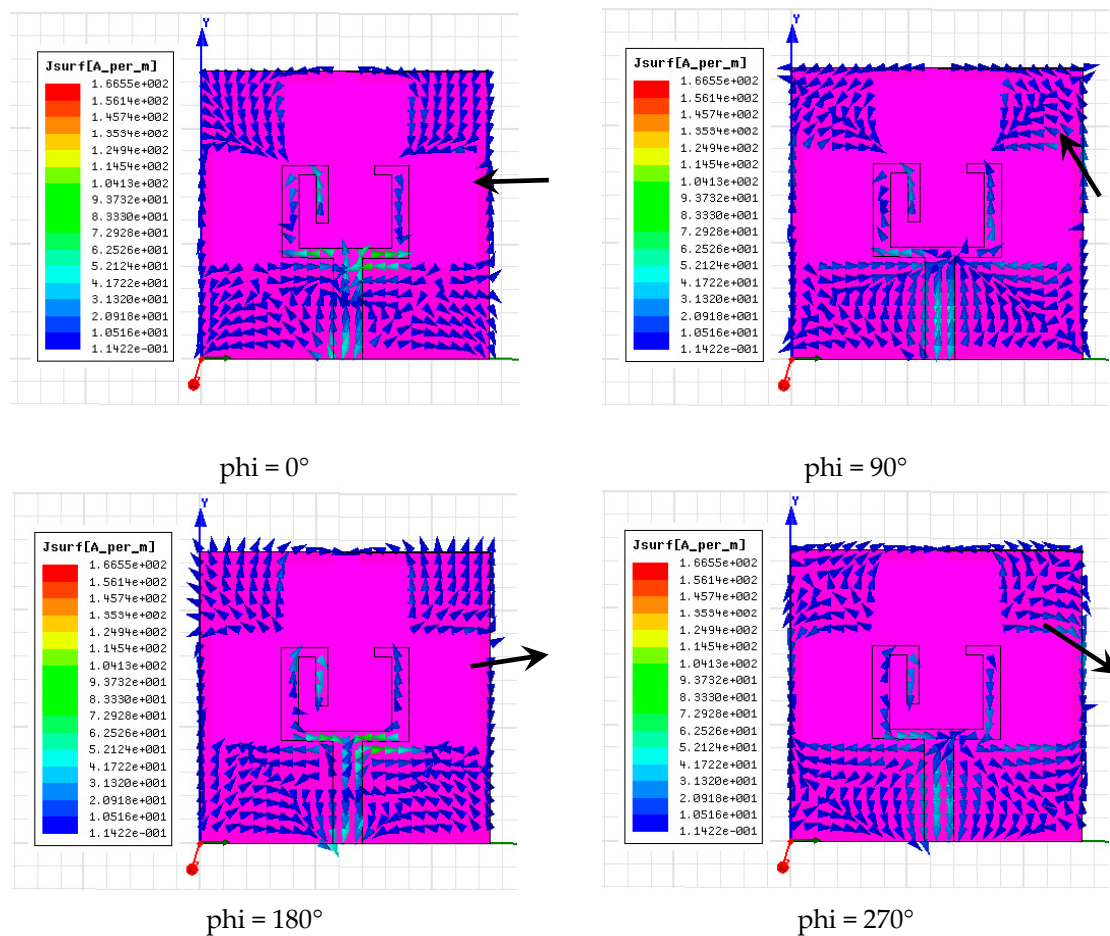 Y
Jsurf[A_per_m]
1.6655e+002
1.5614e+002
1.4574e+002
1.3534e+002
1.2494e+002
1.1454e+002
1.0413e+002
9.3732e+001
8.3330e+001
7.2928e+001
6.2526e+001
5.2124e+001
4.1722e+001
3.1320e+001
2.0918e+001
1.0516e+001
1.1422e-001
phi = 0°
Y
Jsurf[A_per_m]
1.6655e+002
1.5614e+002
1.4574e+002
1.3534e+002
1.2494e+002
1.1454e+002
1.0413e+002
9.3732e+001
8.3330e+001
7.2928e+001
6.2526e+001
5.2124e+001
4.1722e+001
3.1320e+001
2.0918e+001
1.0516e+001
1.1422e-001
phi = 90°
Y
Jsurf[A_per_m]
1.6655e+002
1.5614e+002
1.4574e+002
1.3534e+002
1.2494e+002
1.1454e+002
1.0413e+002
9.3732e+001
8.3330e+001
7.2928e+001
6.2526e+001
5.2124e+001
4.1722e+001
3.1320e+001
2.0918e+001
1.0516e+001
1.1422e-001
phi = 180°
Y
Jsurf[A_per_m]
1.6655e+002
1.5614e+002
1.4574e+002
1.3534e+002
1.2494e+002
1.1454e+002
1.0413e+002
9.3732e+001
8.3330e+001
7.2928e+001
6.2526e+001
5.2124e+001
4.1722e+001
3.1320e+001
2.0918e+001
1.0516e+001
1.1422e-001
phi = 270°